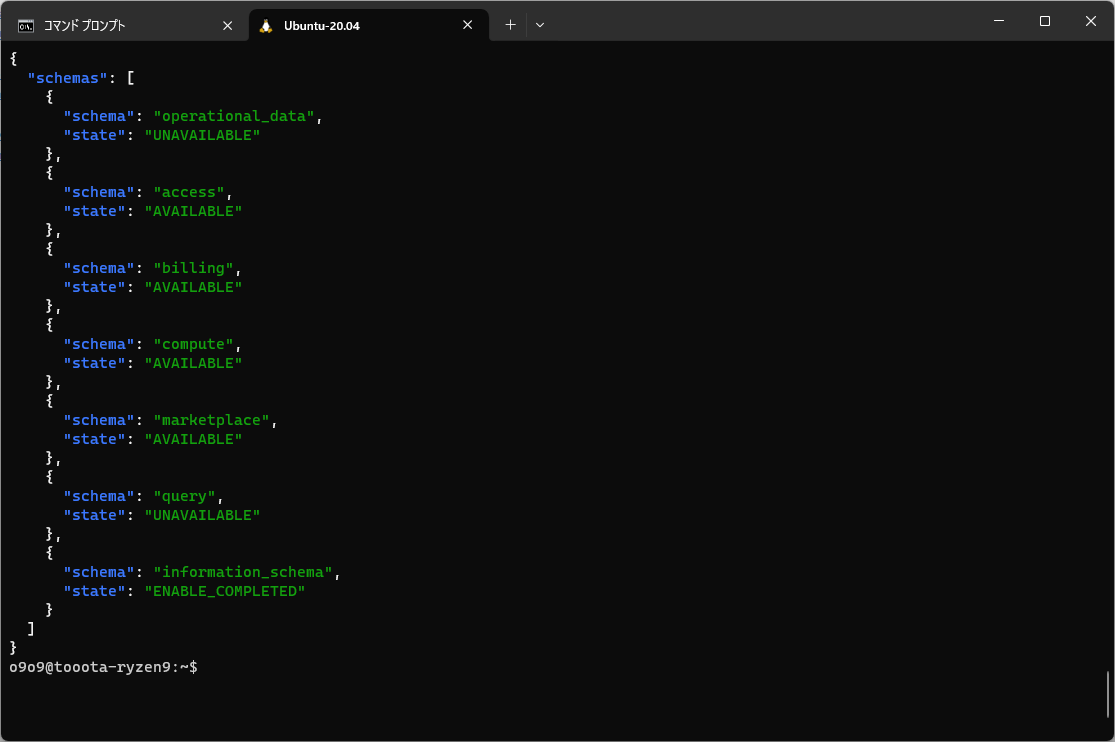 コマンド プロンプト
Ubuntu-20.04
{
  "schemas": [
    {
      "schema": "operational_data",
      "state": "UNAVAILABLE"
    },
    {
      "schema": "access",
      "state": "AVAILABLE"
    },
    {
      "schema": "billing",
      "state": "AVAILABLE"
    },
    {
      "schema": "compute",
      "state": "AVAILABLE"
    },
    {
      "schema": "marketplace",
      "state": "AVAILABLE"
    },
    {
      "schema": "query",
      "state": "UNAVAILABLE"
    },
    {
      "schema": "information_schema",
      "state": "ENABLE_COMPLETED"
    }
  ]
}
o9o9@tooota-ryzen9:~$